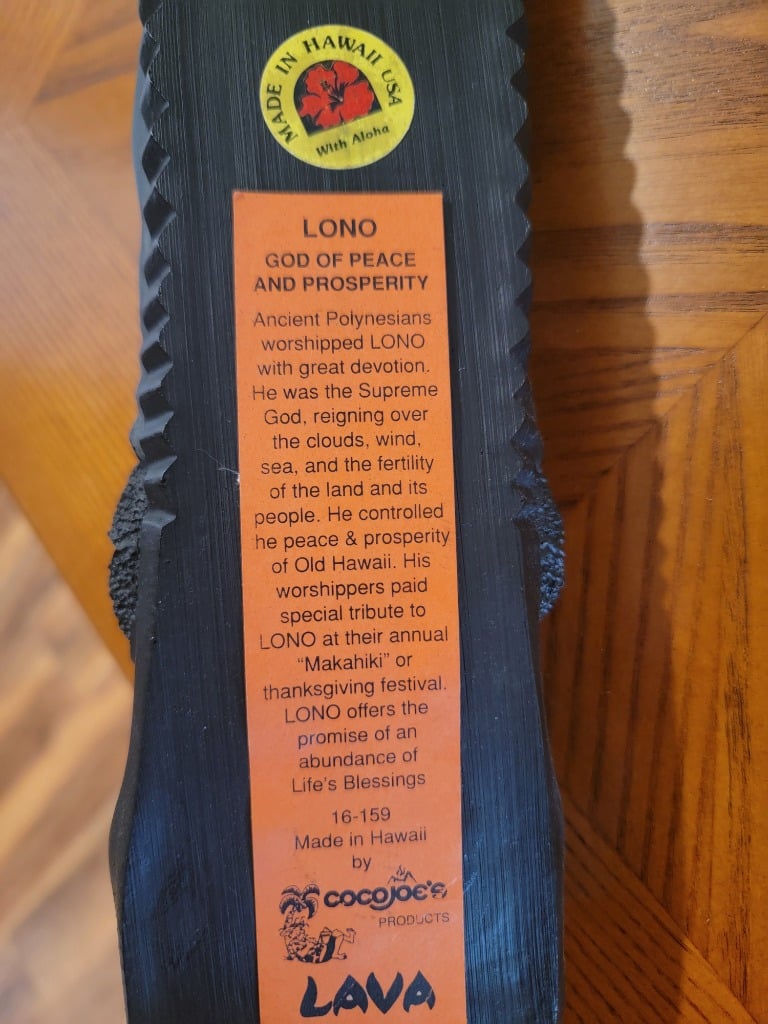 MADE IN HAWAII USA
With Aloha
LONO
GOD OF PEACE
AND PROSPERITY
Ancient Polynesians
worshipped LONO
with great devotion.
He was the Supreme
God, reigning over
the clouds, wind,
sea, and the fertility
of the land and its
people. He controlled
he peace & prosperity
of Old Hawaii. His
worshippers paid
special tribute to
LONO at their annual
“Makahiki” or
thanksgiving festival.
LONO offers the
promise of an
abundance of
Life's Blessings
16-159
Made in Hawaii
by
COCOJOE'S
PRODUCTS
LAVA